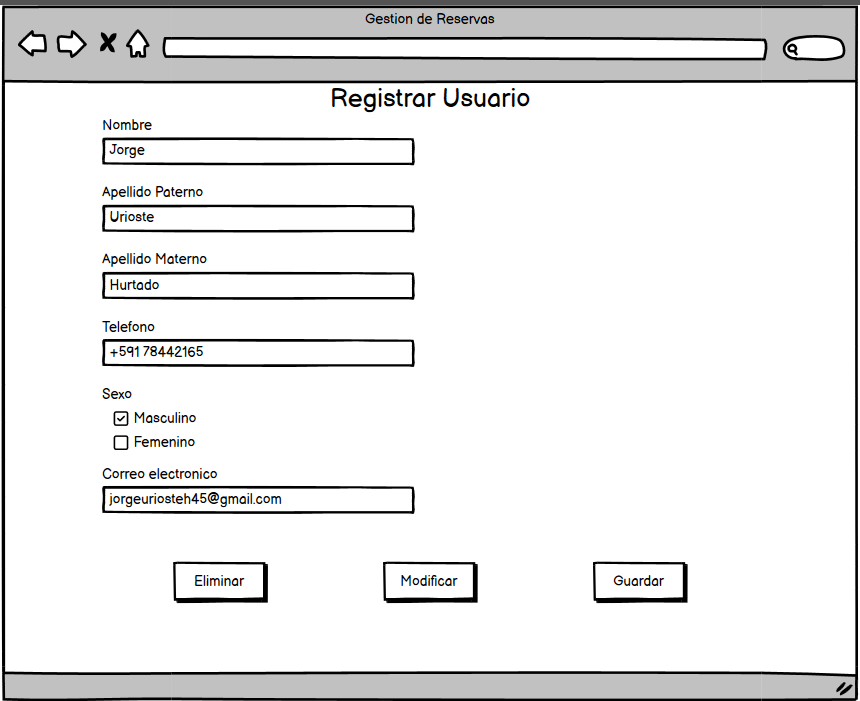 Gestion de Reservas
Registrar Usuario
Nombre
Jorge
Apellido Paterno
Urioste
Apellido Materno
Hurtado
Telefono
+591 78442165
Sexo
Masculino
Femenino
Correo electronico
jorgeuriosteh45@gmail.com
Eliminar Modificar Guardar